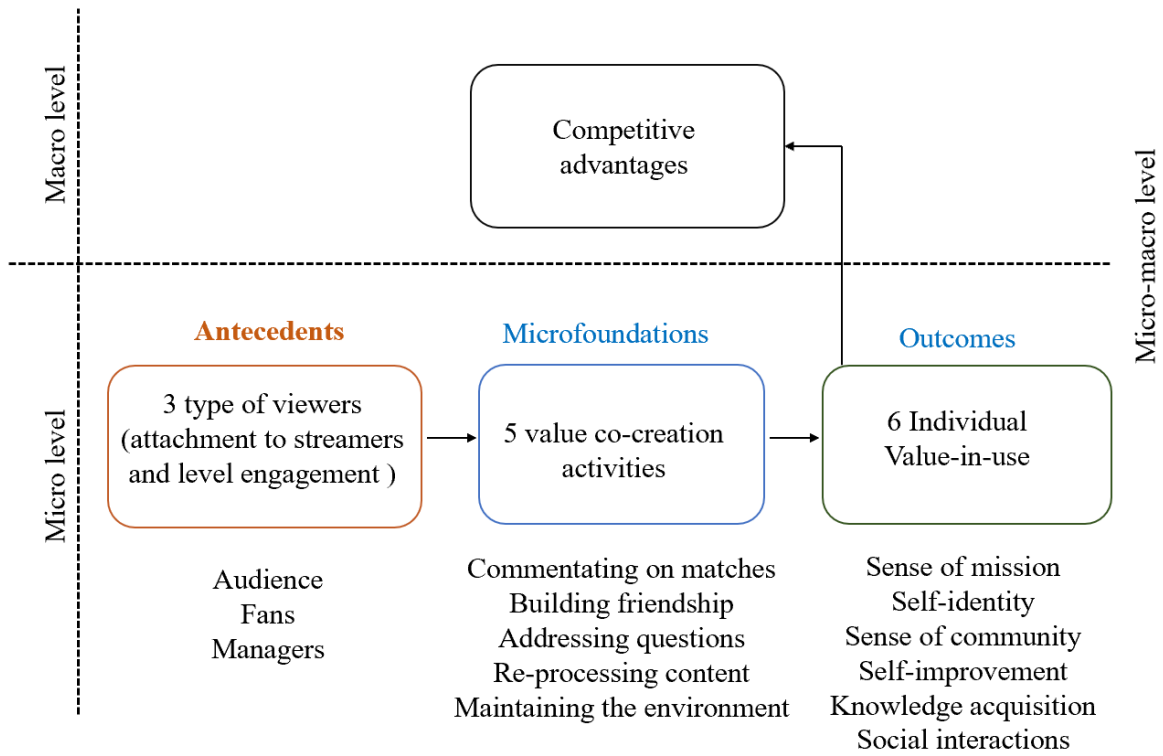 Macro level
Competitive
advantages
Micro-macro level
Micro level
Antecedents
3 type of viewers
(attachment to streamers
and level engagement )
Audience
Fans
Managers
Microfoundations
5 value co-creation
activities
Commentating on matches
Building friendship
Addressing questions
Re-processing content
Maintaining the environment
Outcomes
6 Individual
Value-in-use
Sense of mission
Self-identity
Sense of community
Self-improvement
Knowledge acquisition
Social interactions